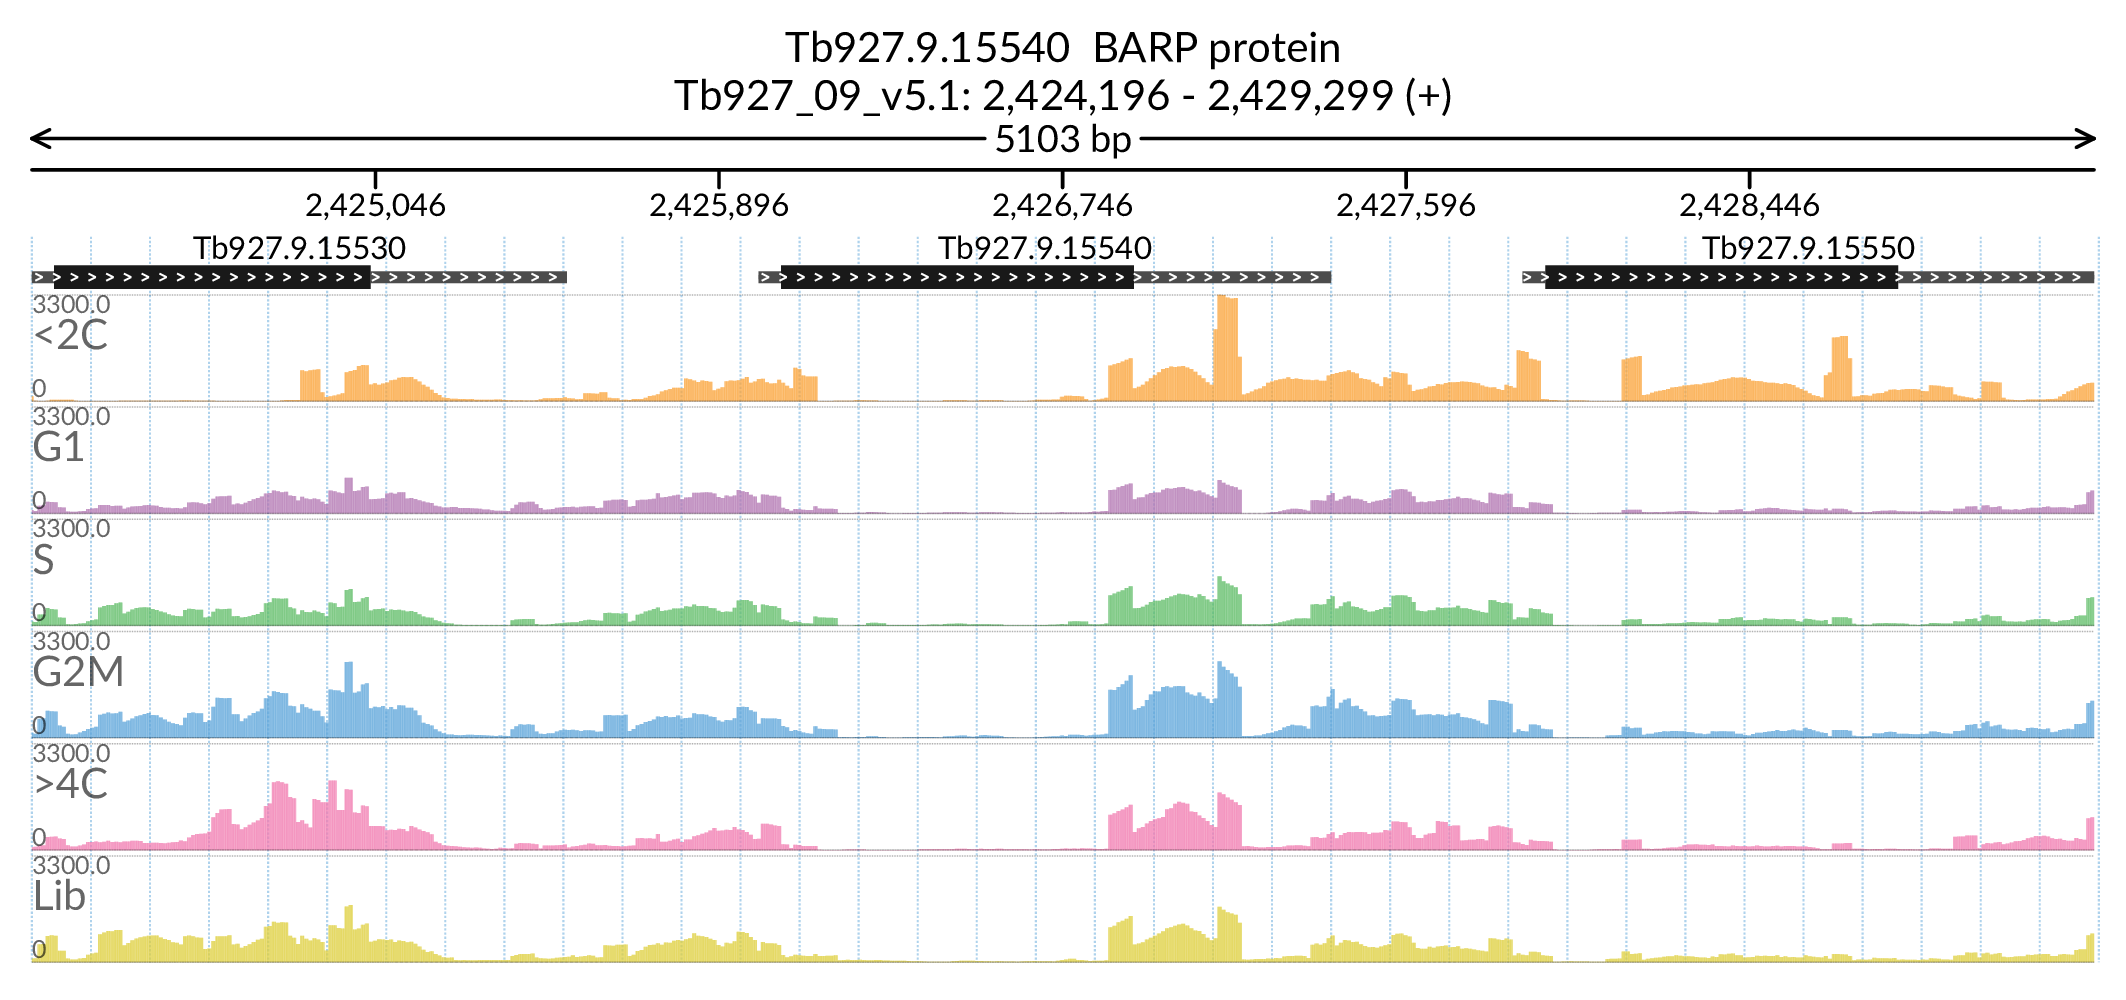 Tb927.9.15540  BARP protein
Tb927_09_v5.1: 2,424,196 - 2,429,299 (+)
5103 bp
2,425,046 2,425,896 2,426,746 2,427,596 2,428,446
Tb927.9.15530 Tb927.9.15540 Tb927.9.15550
3300.0
<2C
0
3300.0
G1
0
3300.0
S
0
3300.0
G2M
0
3300.0
>4C
0
3300.0
Lib
0